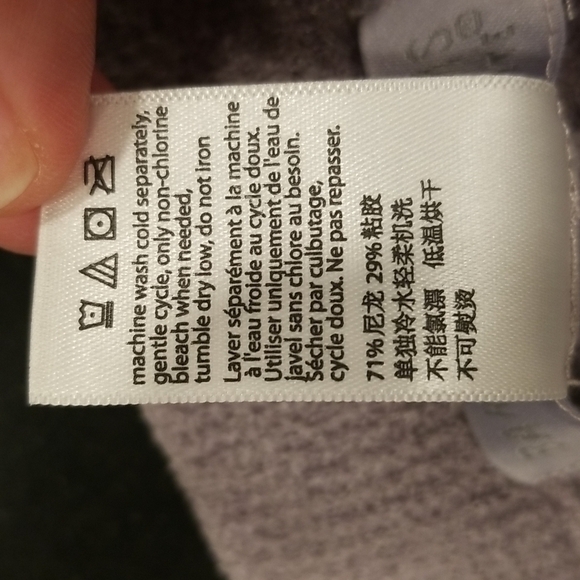 machine wash cold separately,
gentle cycle, only non-chlorine
bleach when needed,
tumble dry low, do not iron
Laver séparément à la machine
à l'eau froide au cycle doux.
Utiliser uniquement de l'eau de
javel sans chlore au besoin.
Sécher par culbutage,
cycle doux. Ne pas repasser.
71%尼龙 29%粘胶
单独冷水轻柔机洗
不能氯漂 低温烘干
不可熨烫